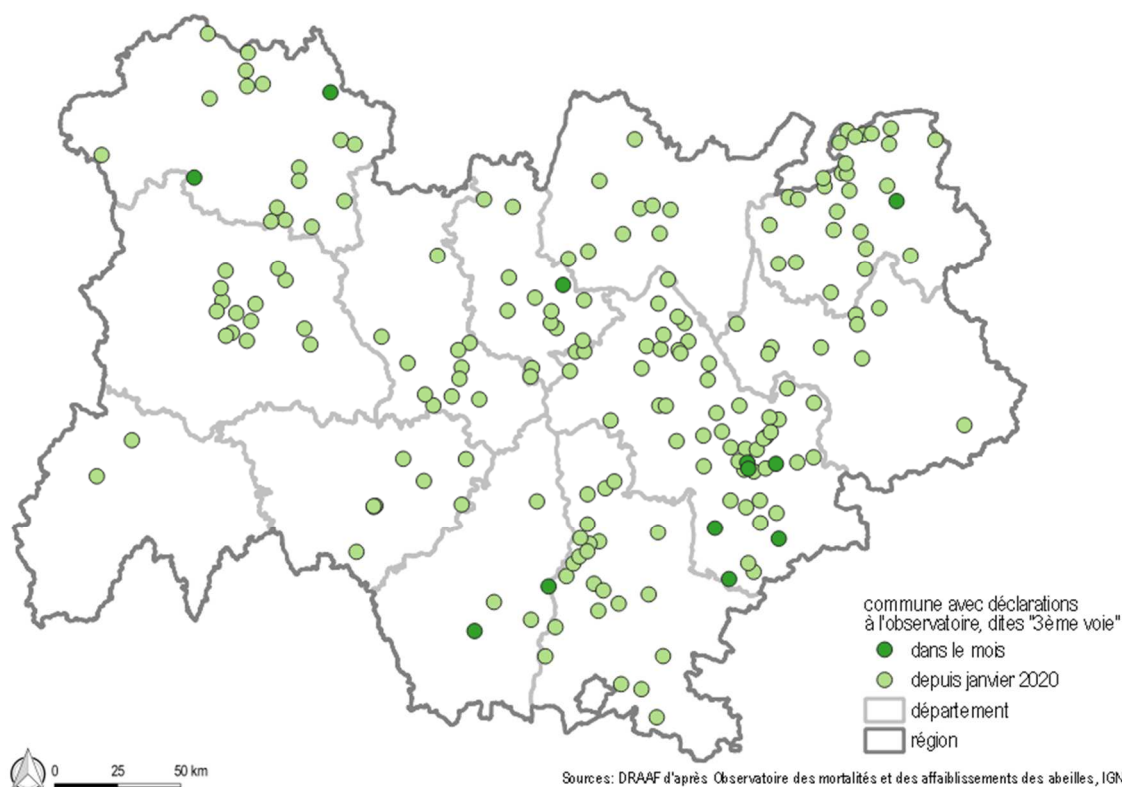 commune avec déclarations
à l'observatoire, dites "3ème voie"
dans le mois
depuis janvier 2020
département
région
0 25 50 km
Sources: DRAAF d'après Observatoire des mortalités et des affaiblissements des abeilles, IGN